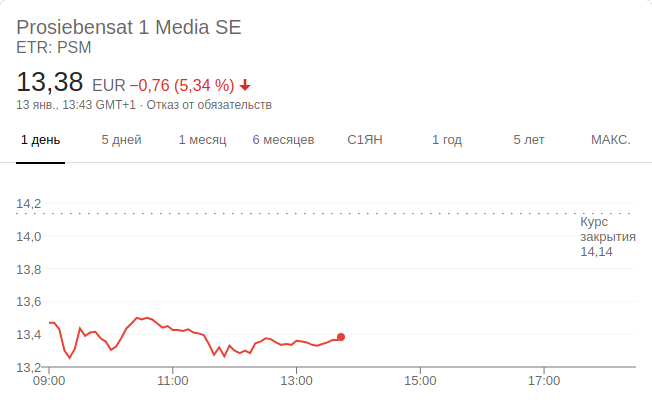 Prosiebensat 1 Media SE
ETR: PSM
13,38 EUR −0,76 (5,34 %)
13 янв., 13:43 GMT+1 · Отказ от обязательств
1 день 5 дней 1 месяц 6 месяцев С1ЯН 1 год 5 лет МАКС.
14,2
Курс
закрытия
14,14
14,0
13,8
13,6
13,4
13,2
09:00 11:00 13:00 15:00 17:00